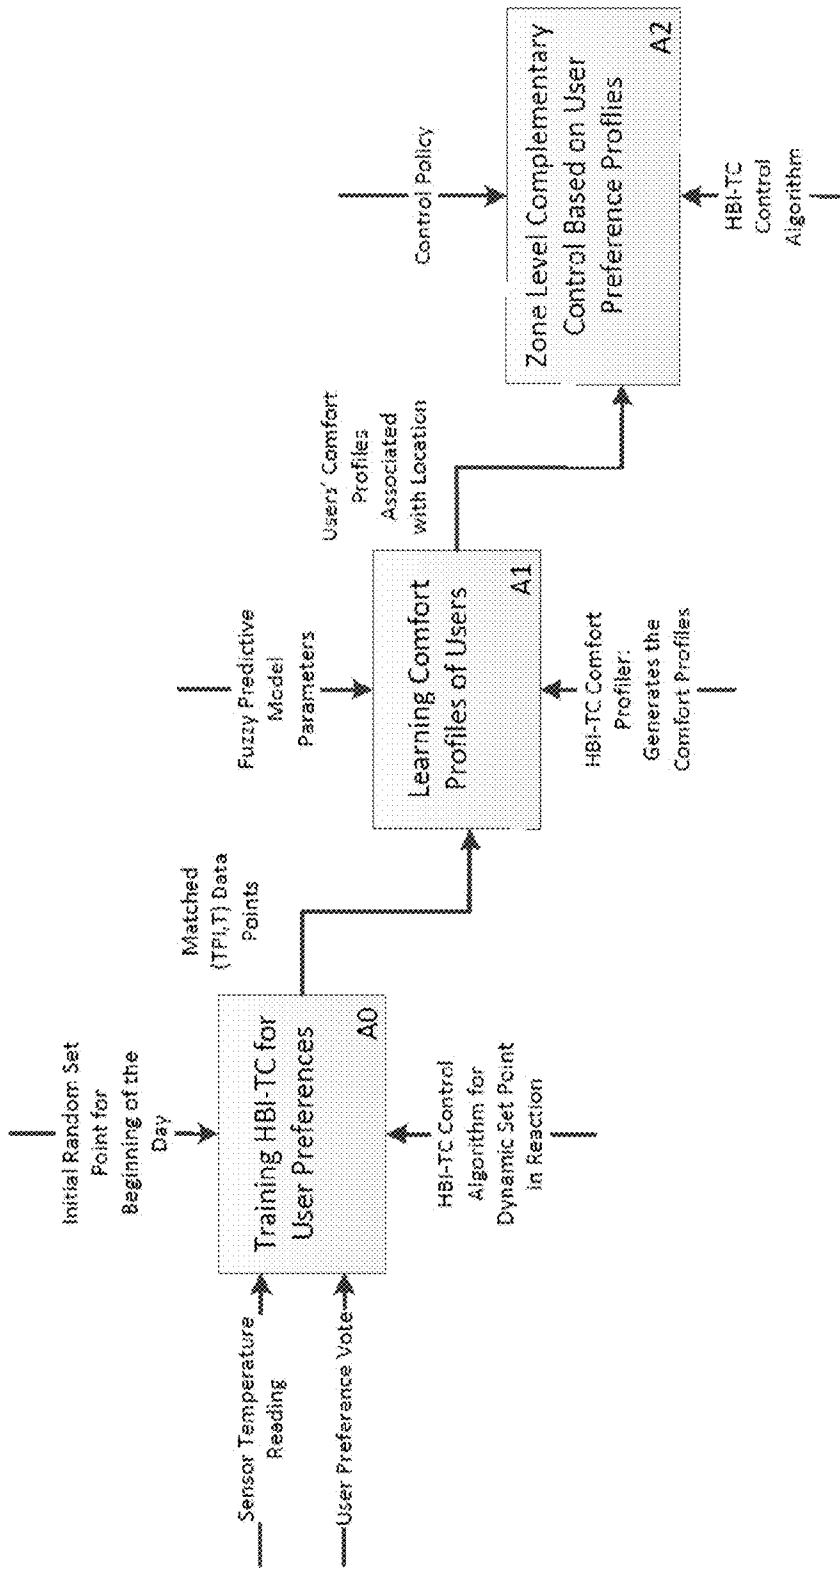 Sensor Temperature
Reading
User Preference Vote
Initial Random Set
Point for
Beginning of the
Day
Training HBI-TC for
User Preferences
A0
HBI-TC Control
Algorithm for
Dynamic Set Point
in Reaction
Matched
(TPI,T) Data
Points
Fuzzy Predictive
Model
Parameters
Learning Comfort
Profiles of Users
A1
HBI-TC Comfort
Profiler:
Generates the
Comfort Profiles
Users' Comfort
Profiles
Associated
with Location
Control Policy
Zone Level Complementary
Control Based on User
Preference Proflies
A2
HBI-TC
Control
Algorithm